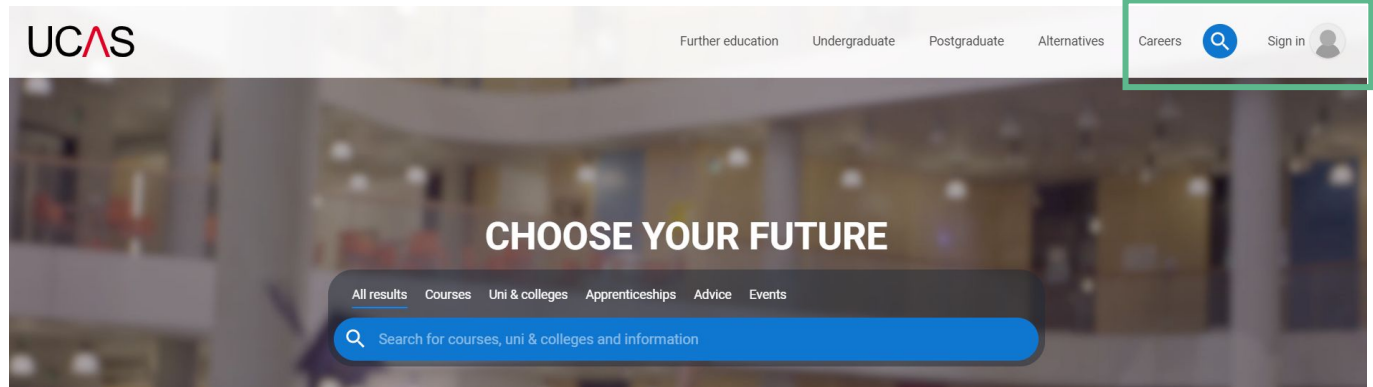 UCAS
Further education Undergraduate Postgraduate Alternatives Careers Sign in
CHOOSE YOUR FUTURE
All results Courses Uni & colleges Apprenticeships Advice Events
Search for courses, uni & colleges and information